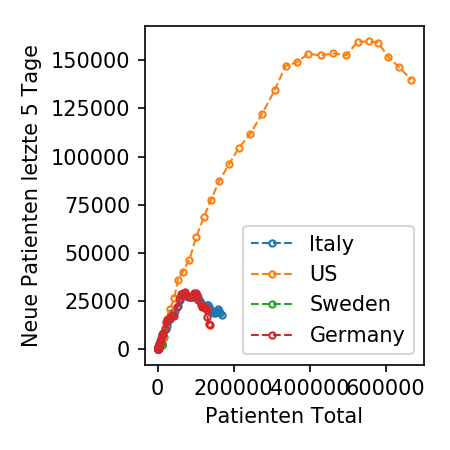 Neue Patienten letzte 5 Tage
150000
125000
100000
75000
50000
25000
0
Italy
US
Sweden
Germany
0 200000 400000 600000
Patienten Total